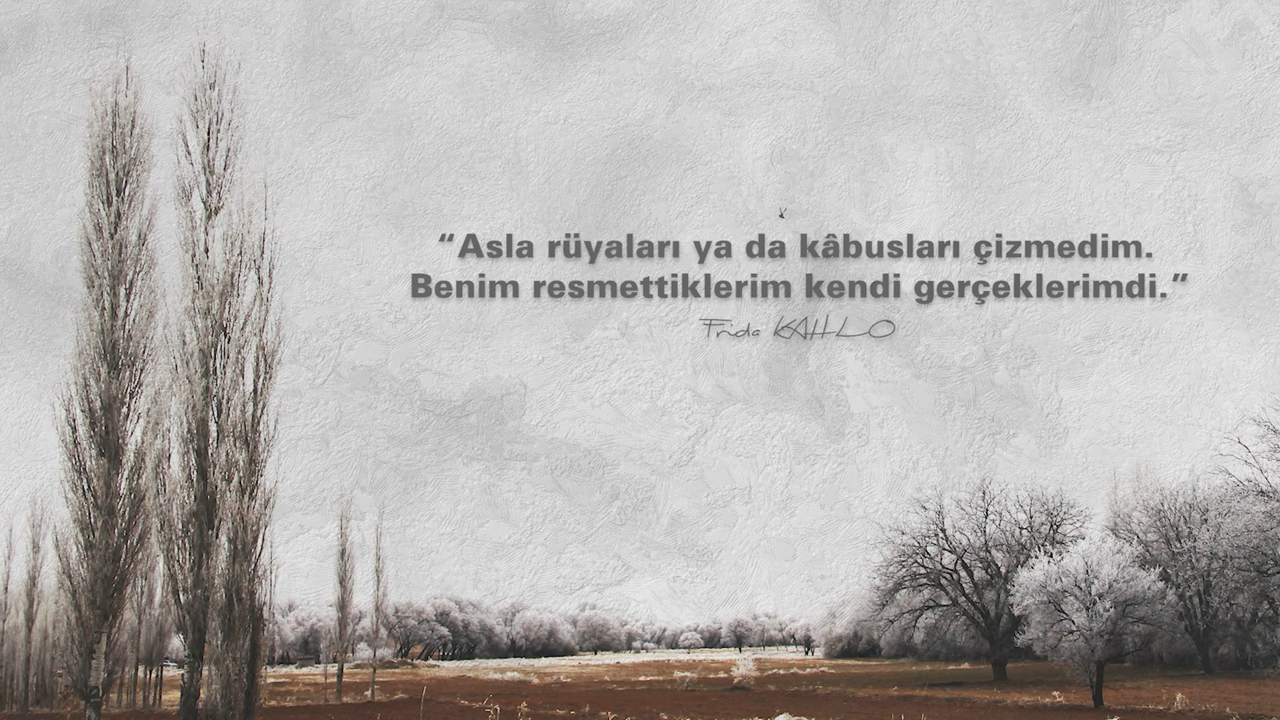 “Asla rüyaları ya da kâbusları çizmedim.
Benim resmettiklerim kendi gerçeklerimdi.”
Frida KAHLO